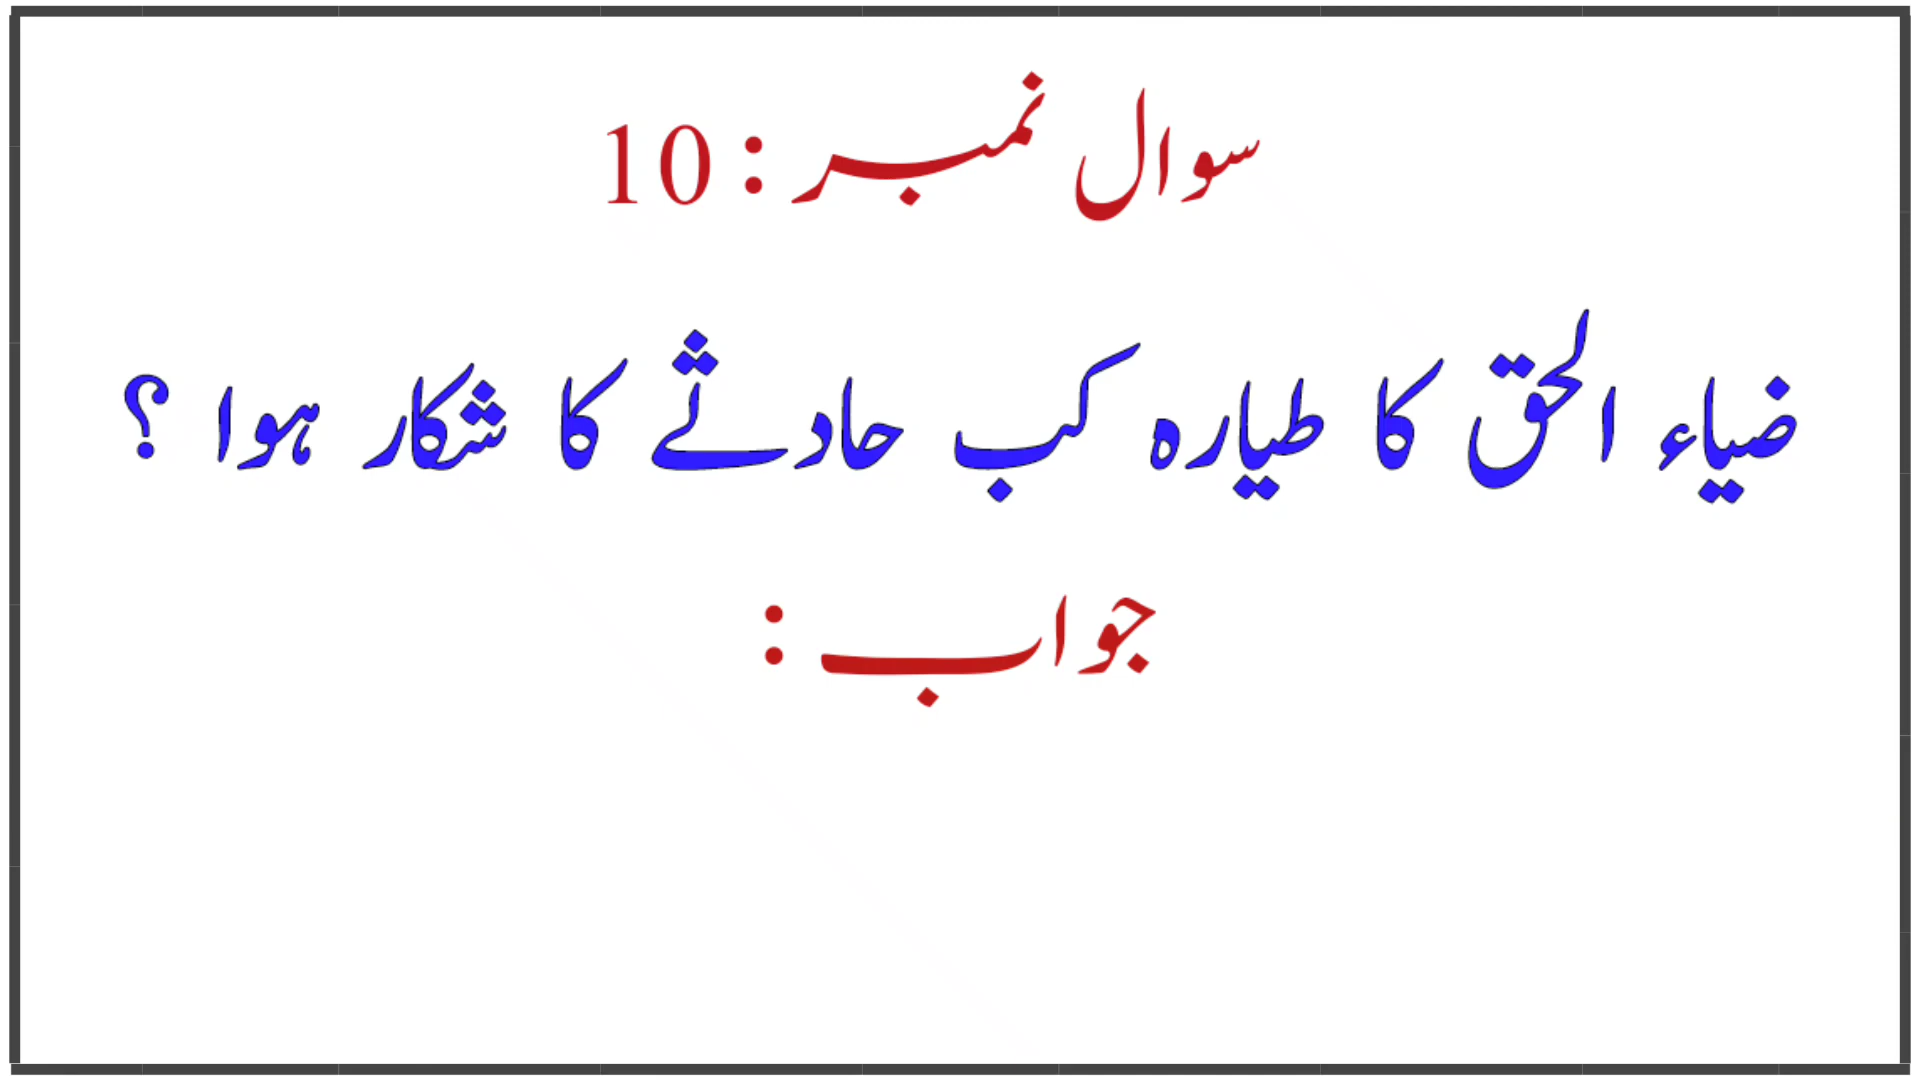 سوال نمبر : 10
ضیاء الحق کا طیارہ کب حادثے کا شکار ہوا ؟
جواب :